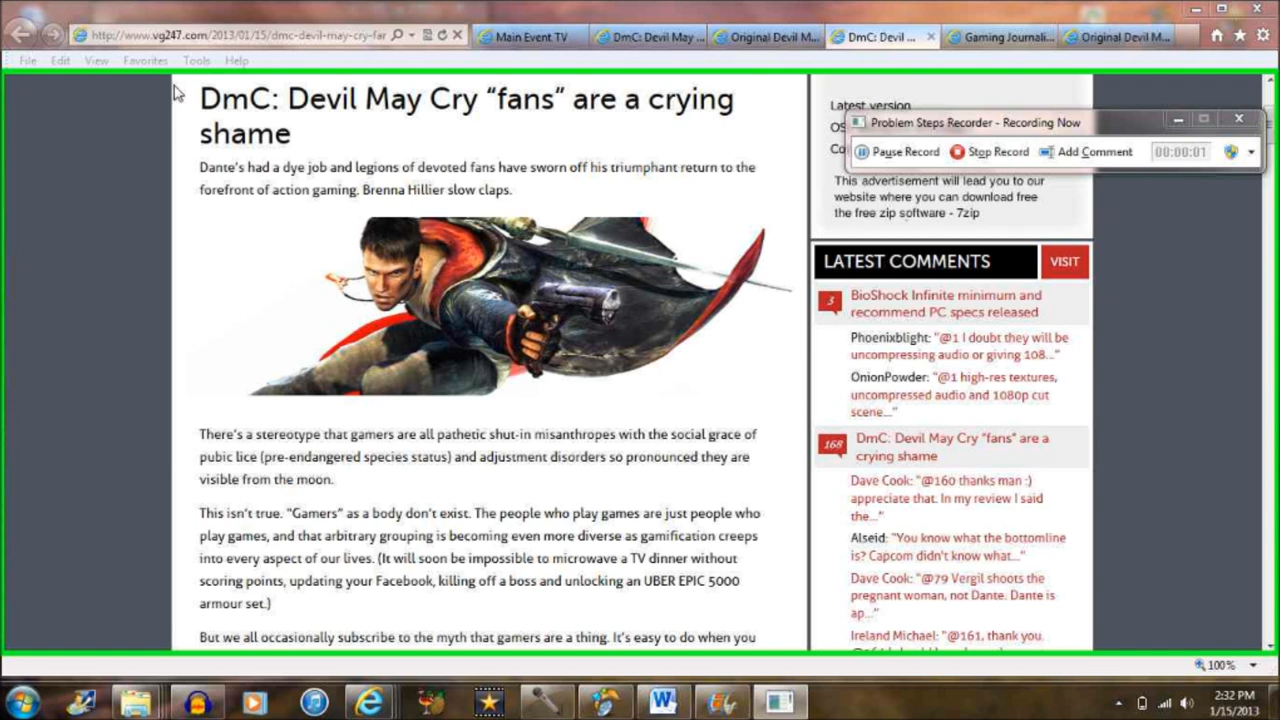 http://www.vg247.com/2013/01/15/dmc-devil-may-cry-far
Main Event TV
DmC: Devil May ...
Original Devil M...
DmC: Devil ...
Gaming Journali...
Original Devil M...
File Edit View Favorites Tools Help
DmC: Devil May Cry “fans” are a crying
shame
Dante’s had a dye job and legions of devoted fans have sworn off his triumphant return to the
forefront of action gaming. Brenna Hillier slow claps.
There’s a stereotype that gamers are all pathetic shut-in misanthropes with the social grace of
pubic lice (pre-endangered species status) and adjustment disorders so pronounced they are
visible from the moon.
This isn’t true. “Gamers” as a body don’t exist. The people who play games are just people who
play games, and that arbitrary grouping is becoming even more diverse as gamification creeps
into every aspect of our lives. (It will soon be impossible to microwave a TV dinner without
scoring points, updating your Facebook, killing off a boss and unlocking an UBER EPIC 5000
armour set.)
But we all occasionally subscribe to the myth that gamers are a thing. It’s easy to do when you
Latest version
Problem Steps Recorder - Recording Now
Pause Record Stop Record Add Comment 00:00:01
This advertisement will lead you to our
website where you can download free
the free zip software - 7zip
LATEST COMMENTS VISIT
3 BioShock Infinite minimum and
recommend PC specs released
Phoenixblight: “@1 I doubt they will be
uncompressing audio or giving 108...”
OnionPowder: “@1 high-res textures,
uncompressed audio and 1080p cut
scene...”
168 DmC: Devil May Cry “fans” are a
crying shame
Dave Cook: “@160 thanks man :)
appreciate that. In my review I said
the...”
Alseid: “You know what the bottomline
is? Capcom didn't know what...”
Dave Cook: “@79 Vergil shoots the
pregnant woman, not Dante. Dante is
ap...”
Ireland Michael: “@161, thank you.
100%
2:32 PM
1/15/2013